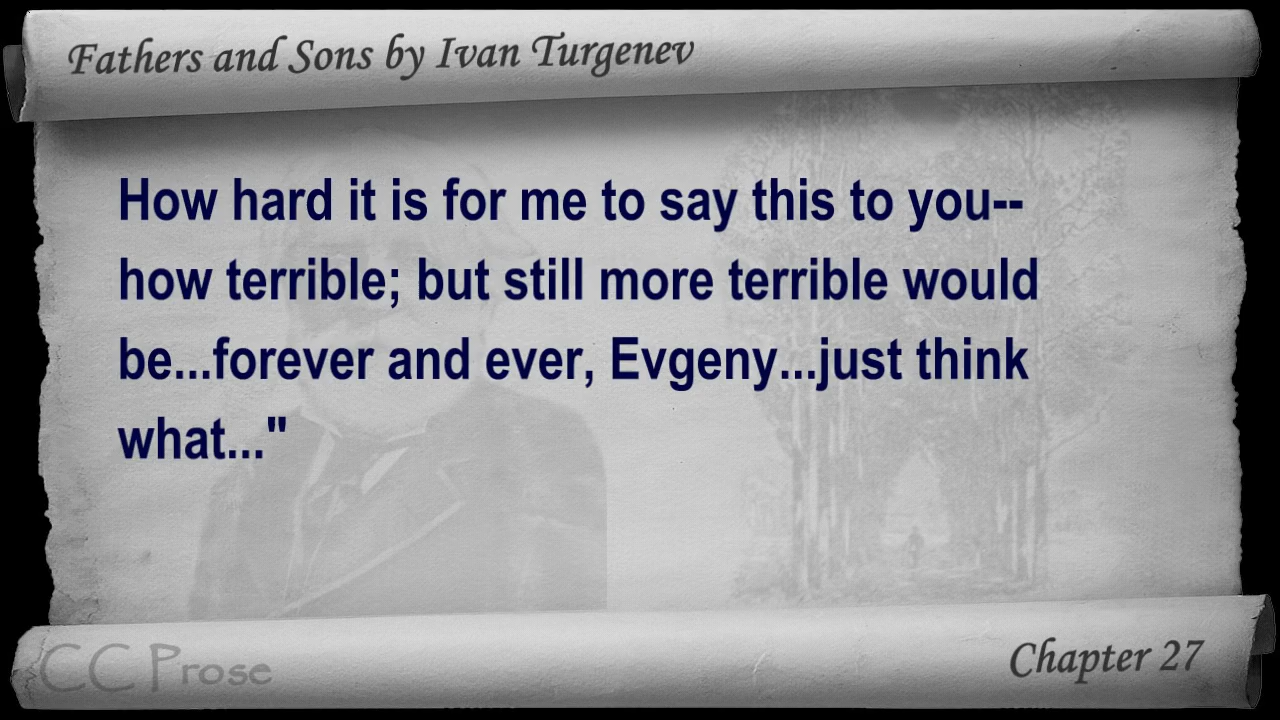 Fathers and Sons by Ivan Turgenev
How hard it is for me to say this to you--
how terrible; but still more terrible would
be...forever and ever, Evgeny...just think
what..."
CC Prose
Chapter 27